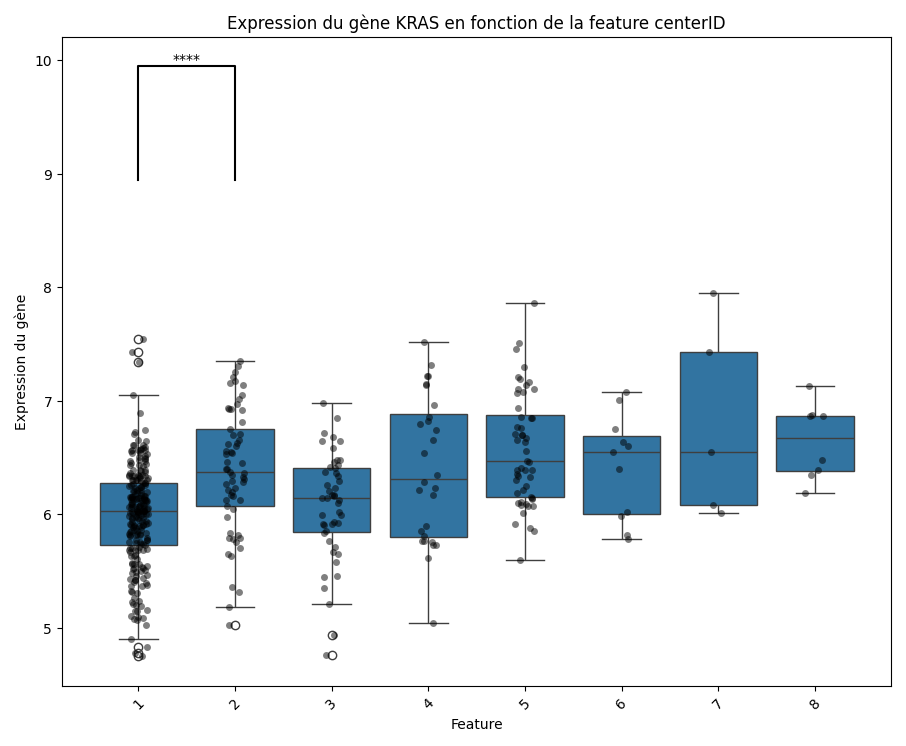 Expression du gène KRAS en fonction de la feature centerID
****
10
9
8
7
6
5
Expression du gène
1 2 3 4 5 6 7 8
Feature